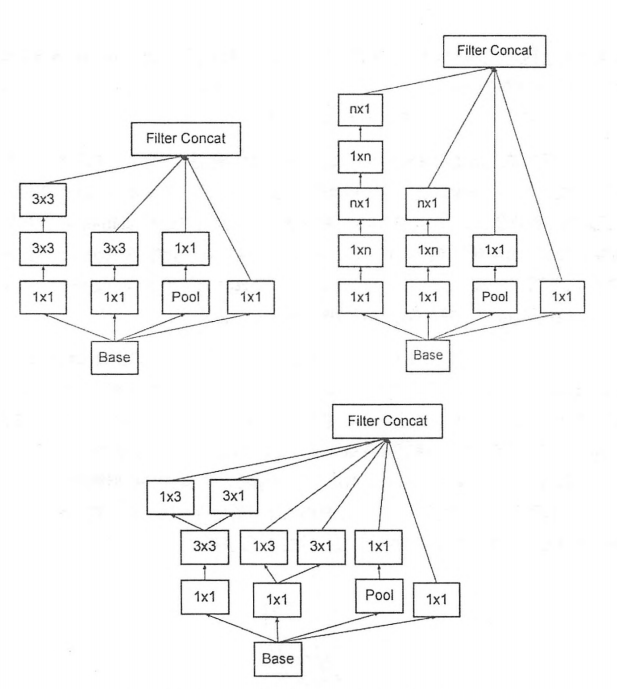 Filter Concat
3x3
3x3 3x3 1x1
1x1 1x1 Pool 1x1
Base
Filter Concat
nx1
1xn
nx1 nx1
1xn 1xn 1x1
1x1 1x1 Pool 1x1
Base
Filter Concat
1x3 3x1
3x3 1x3 3x1 1x1
1x1 1x1 Pool 1x1
Base